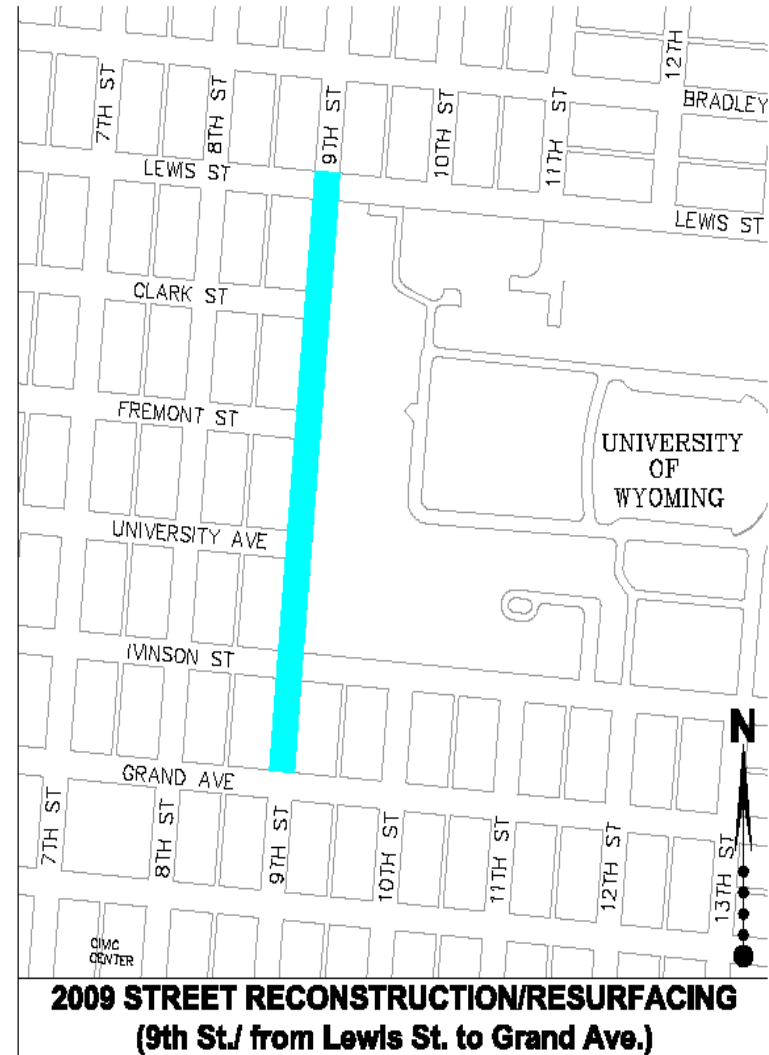 12TH
BRADLEY
7TH ST
8TH ST
9TH ST
10TH ST
11TH ST
LEWIS ST
LEWIS ST
CLARK ST
FREMONT ST
UNIVERSITY
OF
WYOMING
UNIVERSITY AVE
IVINSON ST
N
GRAND AVE
7TH ST
8TH ST
9TH ST
10TH ST
11TH ST
12TH ST
13TH ST
CIVIC
CENTER
2009 STREET RECONSTRUCTION/RESURFACING
(9th St./ from Lewis St. to Grand Ave.)